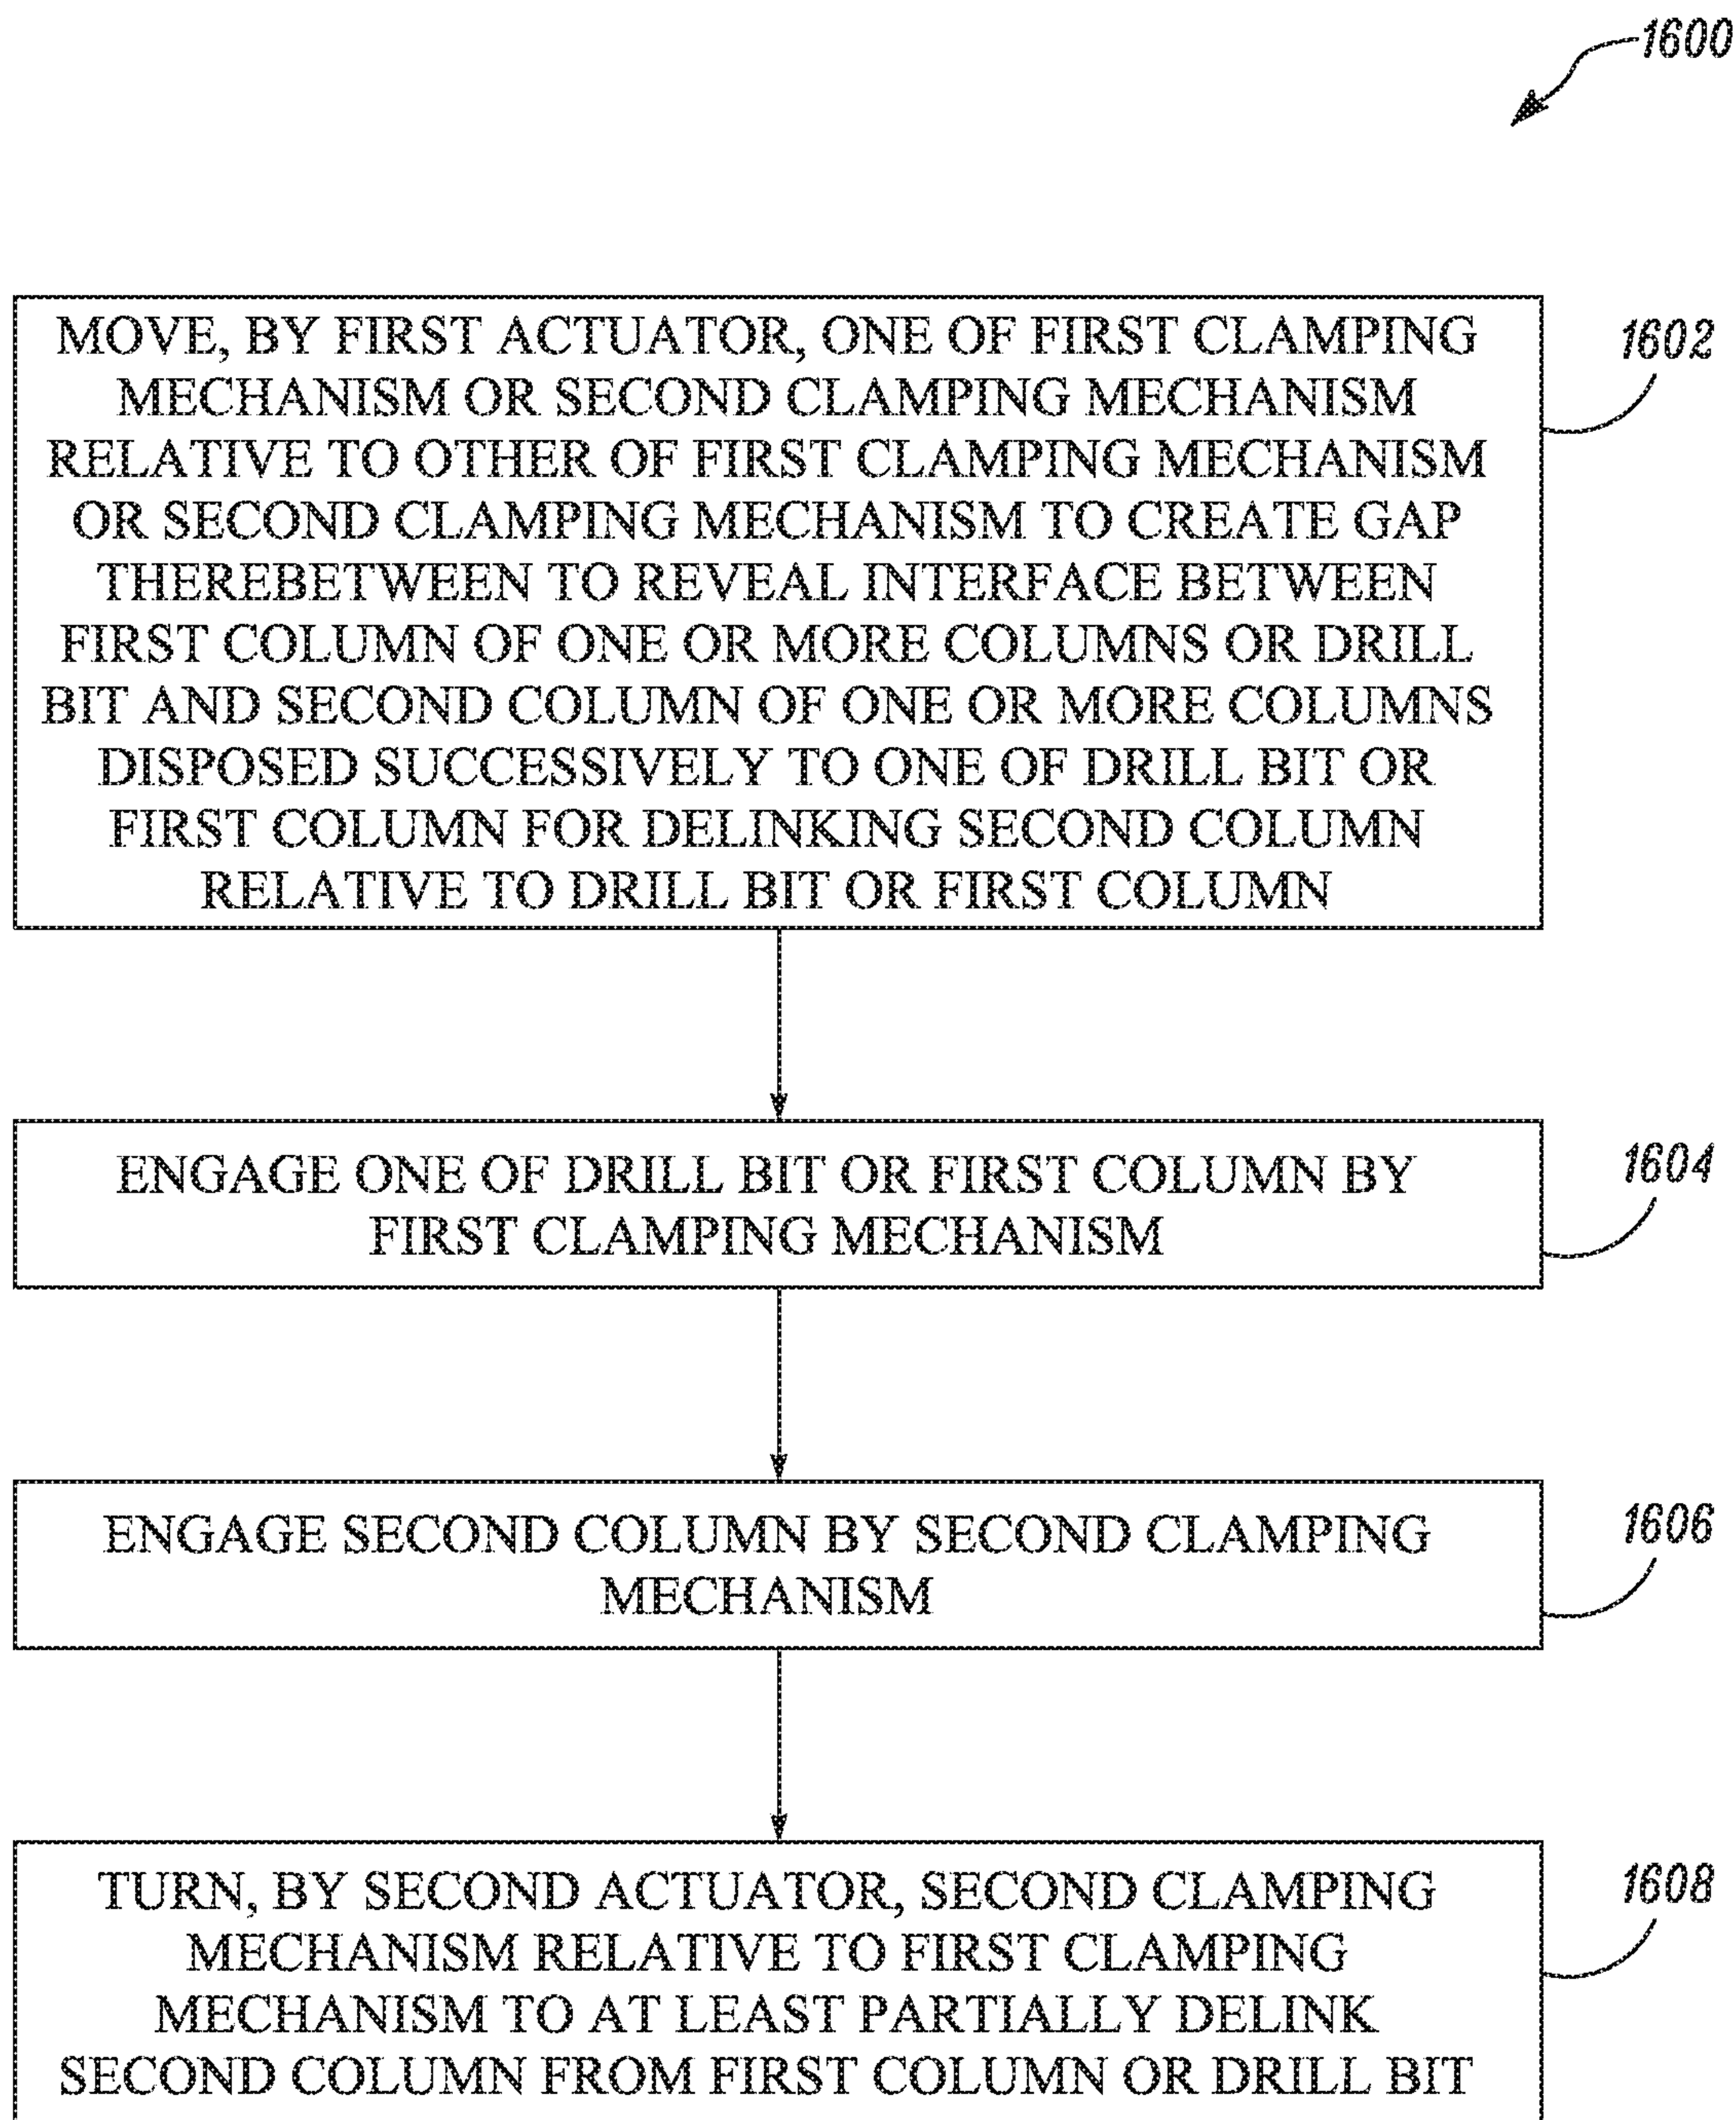 1600
MOVE, BY FIRST ACTUATOR, ONE OF FIRST CLAMPING
MECHANISM OR SECOND CLAMPING MECHANISM
RELATIVE TO OTHER OF FIRST CLAMPING MECHANISM
OR SECOND CLAMPING MECHANISM TO CREATE GAP
THEREBETWEEN TO REVEAL INTERFACE BETWEEN
FIRST COLUMN OF ONE OR MORE COLUMNS OR DRILL
BIT AND SECOND COLUMN OF ONE OR MORE COLUMNS
DISPOSED SUCCESSIVELY TO ONE OF DRILL BIT OR
FIRST COLUMN FOR DELINKING SECOND COLUMN
RELATIVE TO DRILL BIT OR FIRST COLUMN
1602
ENGAGE ONE OF DRILL BIT OR FIRST COLUMN BY
FIRST CLAMPING MECHANISM
1604
ENGAGE SECOND COLUMN BY SECOND CLAMPING
MECHANISM
1606
TURN, BY SECOND ACTUATOR, SECOND CLAMPING
MECHANISM RELATIVE TO FIRST CLAMPING
MECHANISM TO AT LEAST PARTIALLY DELINK
SECOND COLUMN FROM FIRST COLUMN OR DRILL BIT
1608